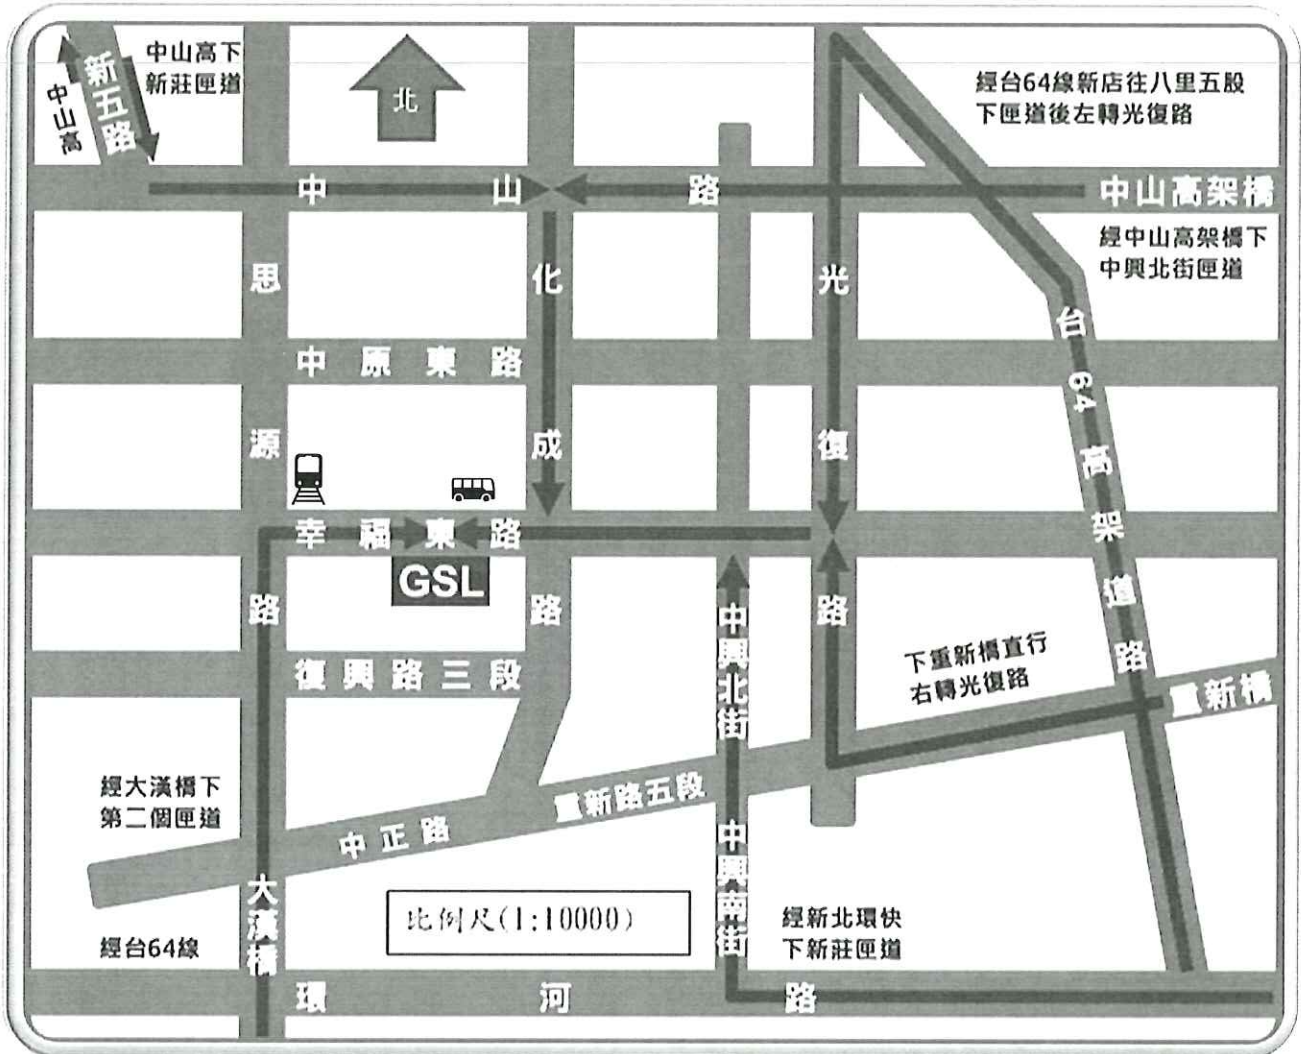 新五路
中山高
中山高下
新莊匝道
北
經台64線新店往八里五股
下匝道後左轉光復路
中山路
中山高架橋
經中山高架橋下
中興北街匝道
思源路
化成路
光復路
台64高架道路
中原東路
幸福東路
GSL
復興路三段
中興北街
下重新橋直行
右轉光復路
重新橋
經大漢橋下
第二個匝道
中正路
重新路五段
大漢橋
中興南街
比例尺(1:10000)
經新北環快
下新莊匝道
經台64線
環河路